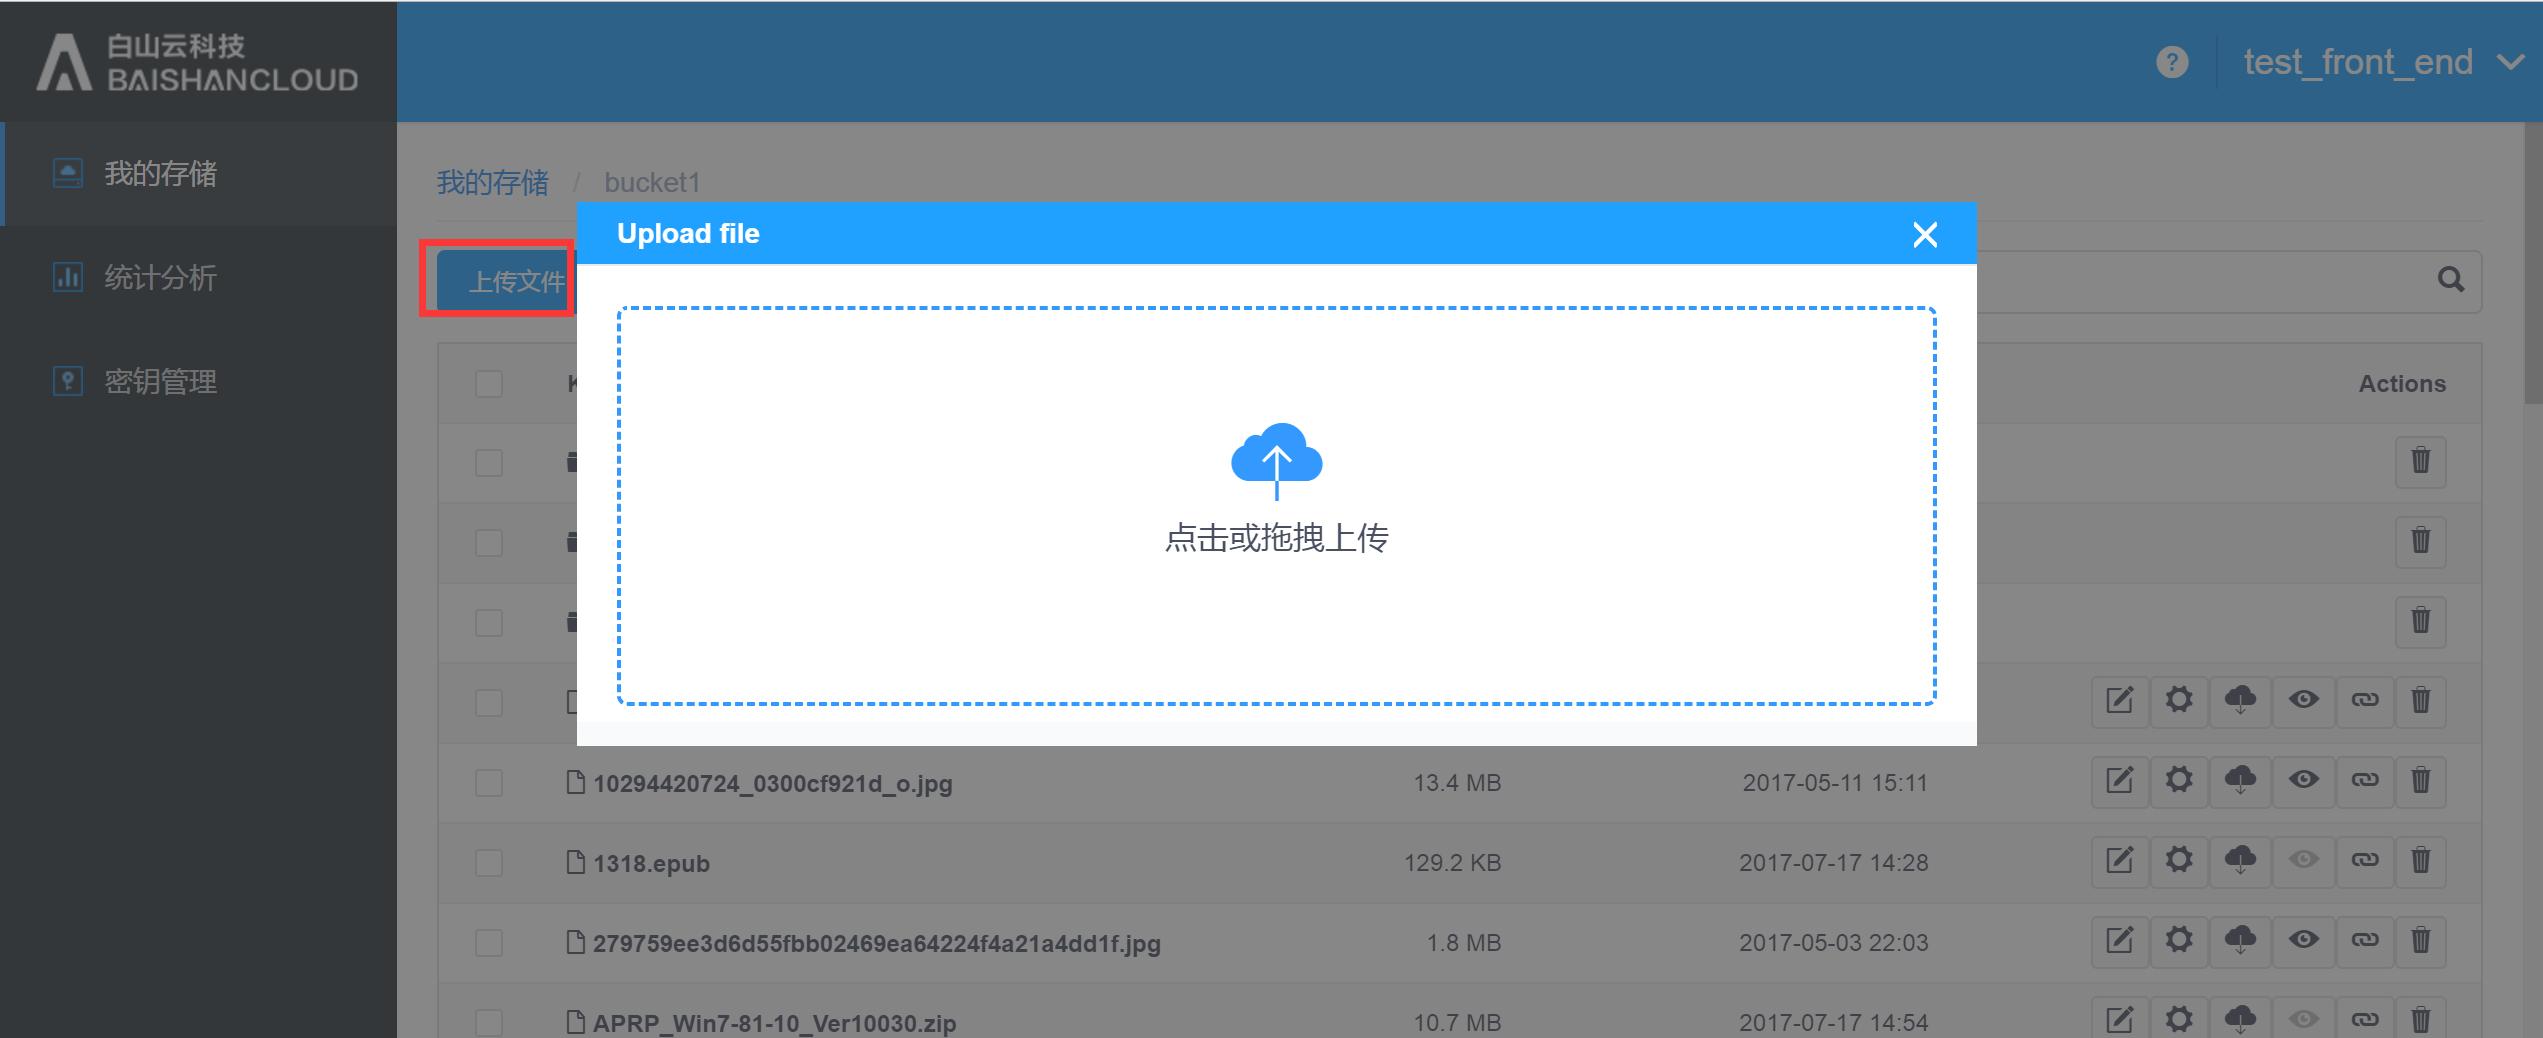 白山云科技
BAISHANCLOUD
? test_front_end
我的存储
统计分析
密钥管理
我的存储 / bucket1
上传文件
Upload file
点击或拖拽上传
Actions
10294420724_0300cf921d_o.jpg 13.4 MB 2017-05-11 15:11
1318.epub 129.2 KB 2017-07-17 14:28
279759ee3d6d55fbb02469ea64224f4a21a4dd1f.jpg 1.8 MB 2017-05-03 22:03
APRP_Win7-81-10_Ver10030.zip 10.7 MB 2017-07-17 14:54